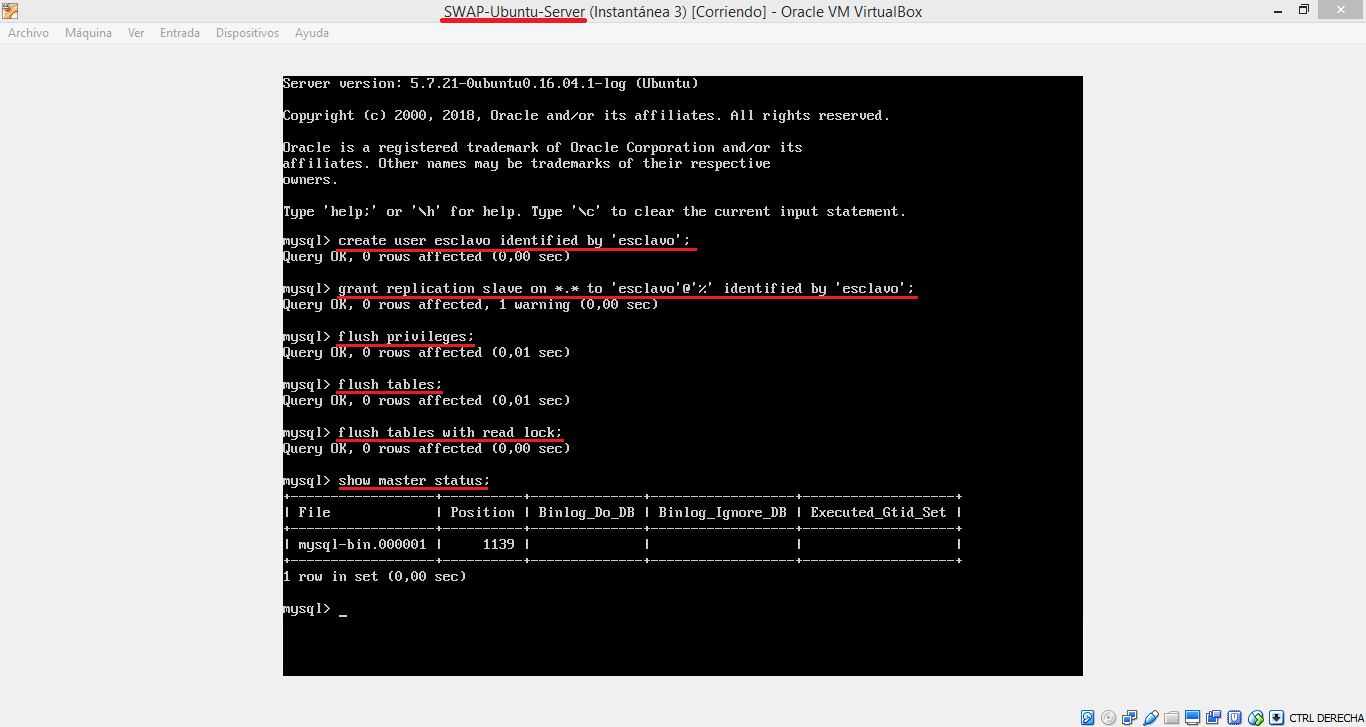 SWAP-Ubuntu-Server (Instantánea 3) [Corriendo] - Oracle VM VirtualBox
Archivo Máquina Ver Entrada Dispositivos Ayuda
Server version: 5.7.21-0ubuntu0.16.04.1-log (Ubuntu)
Copyright (c) 2000, 2018, Oracle and/or its affiliates. All rights reserved.
Oracle is a registered trademark of Oracle Corporation and/or its
affiliates. Other names may be trademarks of their respective
owners.
Type 'help;' or '\h' for help. Type '\c' to clear the current input statement.
mysql> create user esclavo identified by 'esclavo';
Query OK, 0 rows affected (0,00 sec)
mysql> grant replication slave on *.* to 'esclavo'@'%' identified by 'esclavo';
Query OK, 0 rows affected, 1 warning (0,00 sec)
mysql> flush privileges;
Query OK, 0 rows affected (0,01 sec)
mysql> flush tables;
Query OK, 0 rows affected (0,01 sec)
mysql> flush tables with read lock;
Query OK, 0 rows affected (0,00 sec)
mysql> show master status;
+------------------+----------+--------------+------------------+-------------------+
| File             | Position | Binlog_Do_DB | Binlog_Ignore_DB | Executed_Gtid_Set |
+------------------+----------+--------------+------------------+-------------------+
| mysql-bin.000001 |     1139 |              |                  |                   |
+------------------+----------+--------------+------------------+-------------------+
1 row in set (0,00 sec)
mysql> _
CTRL DERECHA